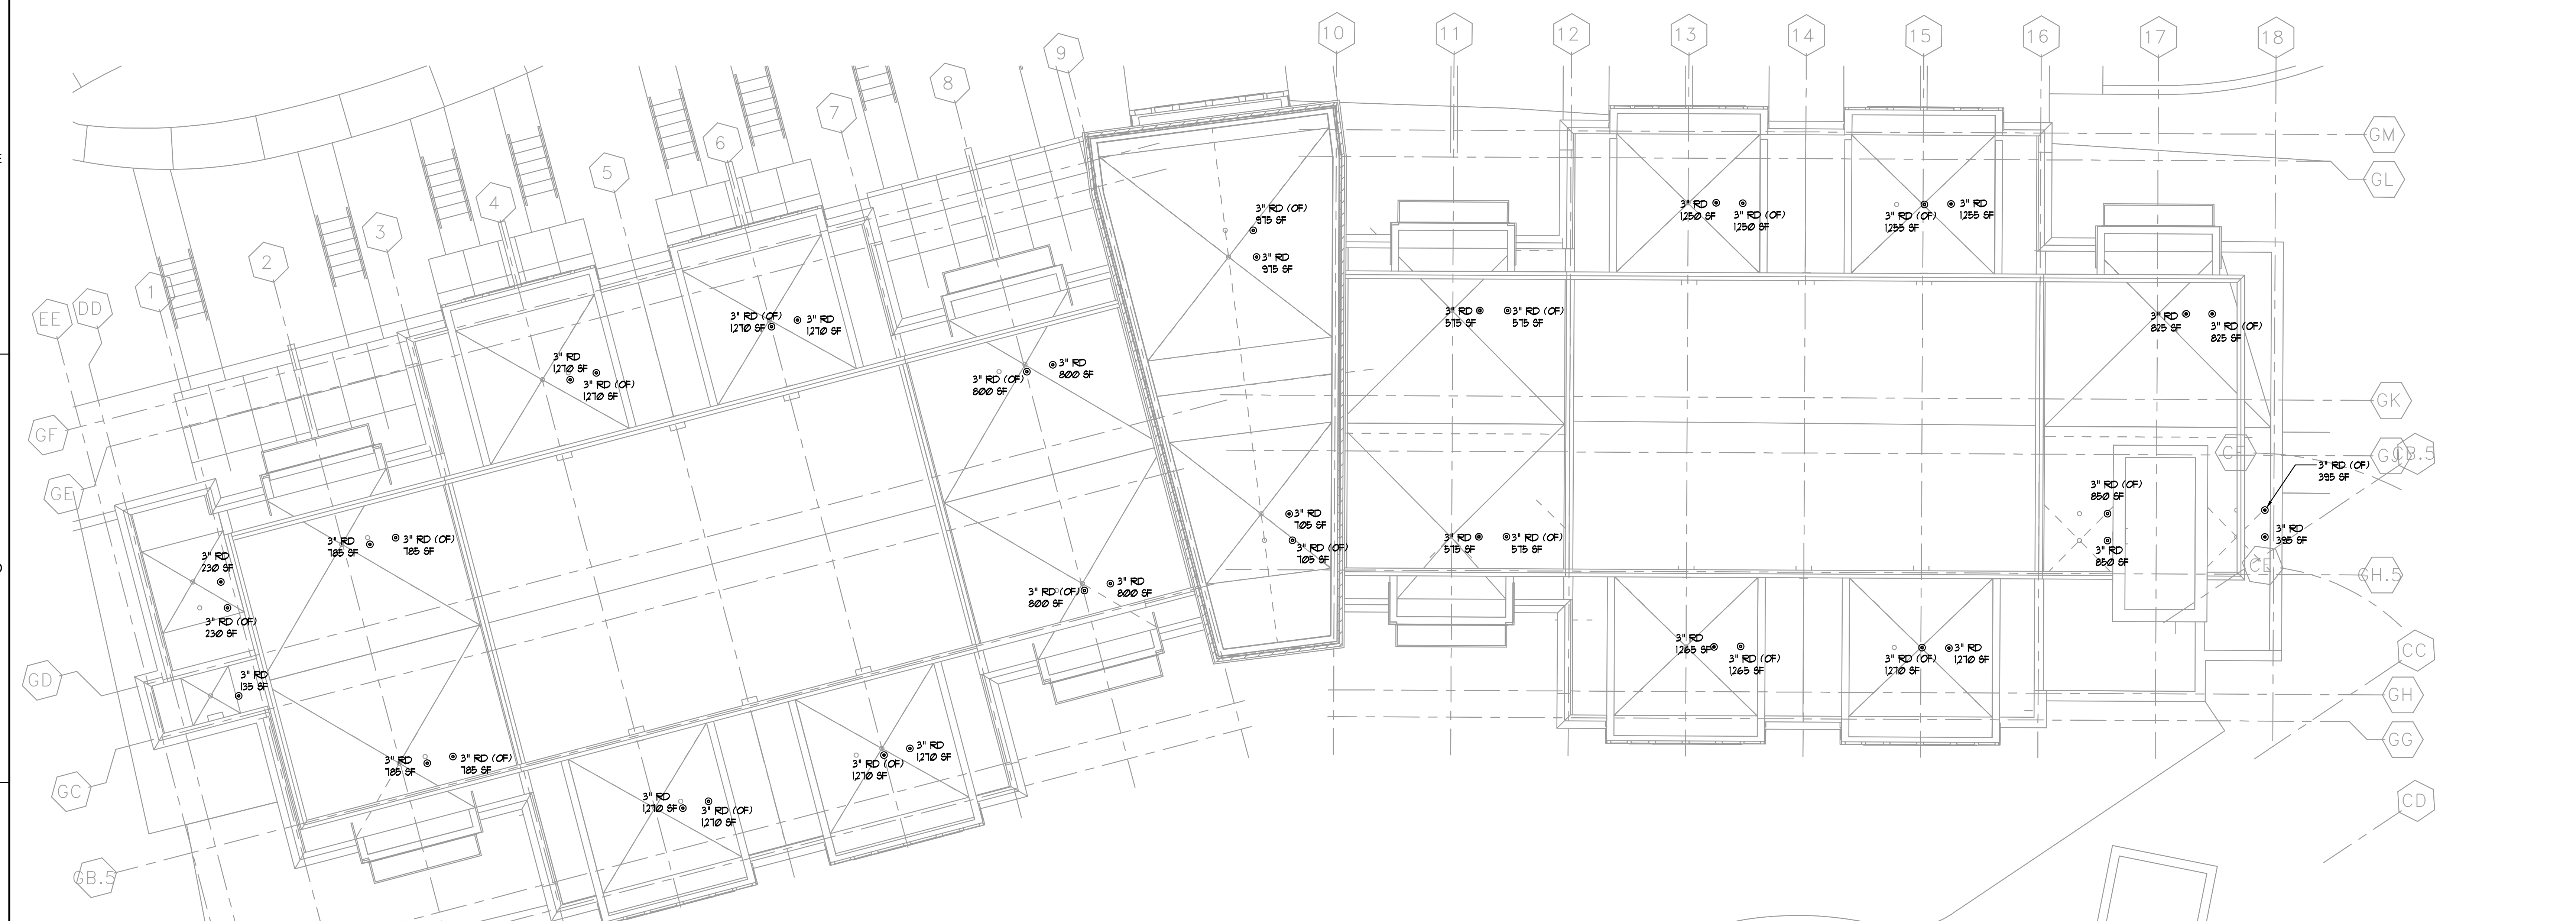 10
11
12
13
14
15
16
17
18
9
8
7
6
5
4
3
2
1
DD
EE
GM
GL
GK
GJ
CB.5
CF
GH.5
CE
CC
GH
GG
CD
GF
GE
GD
GC
GB.5
3" RD (OF)
975 SF
3" RD
975 SF
3" RD
1,250 SF
3" RD (OF)
1,250 SF
3" RD (OF)
1,255 SF
3" RD
1,255 SF
3" RD (OF)
1,270 SF
3" RD
1,270 SF
3" RD
1,270 SF
3" RD (OF)
1,270 SF
3" RD (OF)
800 SF
3" RD
800 SF
3" RD
575 SF
3" RD (OF)
575 SF
3" RD
825 SF
3" RD (OF)
825 SF
3" RD (OF)
395 SF
3" RD
395 SF
3" RD (OF)
850 SF
3" RD
850 SF
3" RD
705 SF
3" RD (OF)
705 SF
3" RD
575 SF
3" RD (OF)
575 SF
3" RD
785 SF
3" RD (OF)
785 SF
3" RD
230 SF
3" RD (OF)
230 SF
3" RD
135 SF
3" RD (OF)
800 SF
3" RD
800 SF
3" RD
1,265 SF
3" RD (OF)
1,265 SF
3" RD (OF)
1,270 SF
3" RD
1,270 SF
3" RD
785 SF
3" RD (OF)
785 SF
3" RD
1,270 SF
3" RD (OF)
1,270 SF
3" RD (OF)
1,270 SF
3" RD
1,270 SF